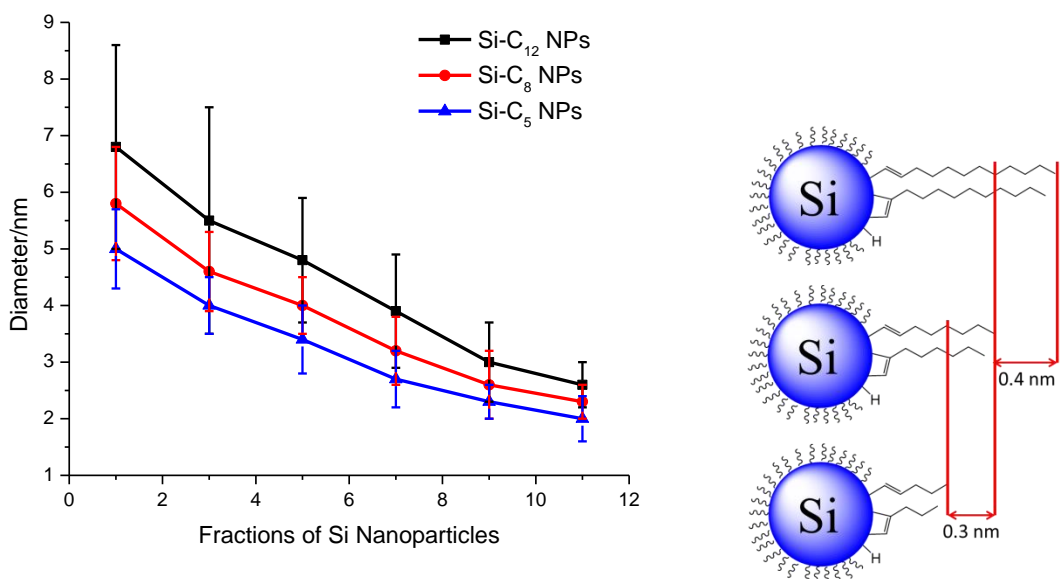 9
8
7
6
5
4
3
2
1
0
2
4
6
8
10
12
Diameter/nm
Fractions of Si Nanoparticles
Si-C₁₂ NPs
Si-C₈ NPs
Si-C₅ NPs
Si
H
Si
H
0.4 nm
Si
H
0.3 nm